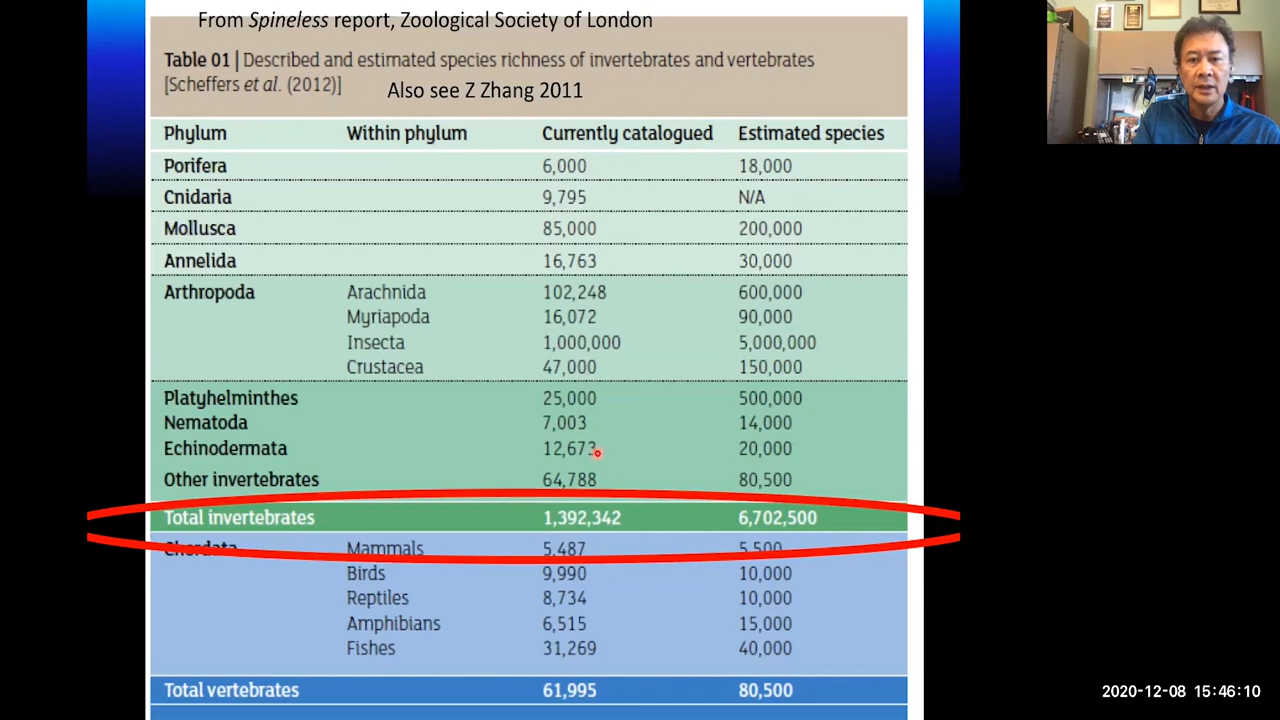 From Spineless report, Zoological Society of London
Table 01 | Described and estimated species richness of invertebrates and vertebrates
[Scheffers et al. (2012)]
Also see Z Zhang 2011
Phylum Within phylum Currently catalogued Estimated species
Porifera 6,000 18,000
Cnidaria 9,795 N/A
Mollusca 85,000 200,000
Annelida 16,763 30,000
Arthropoda Arachnida 102,248 600,000
Myriapoda 16,072 90,000
Insecta 1,000,000 5,000,000
Crustacea 47,000 150,000
Platyhelminthes 25,000 500,000
Nematoda 7,003 14,000
Echinodermata 12,673 20,000
Other invertebrates 64,788 80,500
Total invertebrates 1,392,342 6,702,500
Chordata Mammals 5,487 5,500
Birds 9,990 10,000
Reptiles 8,734 10,000
Amphibians 6,515 15,000
Fishes 31,269 40,000
Total vertebrates 61,995 80,500
2020-12-08 15:46:10